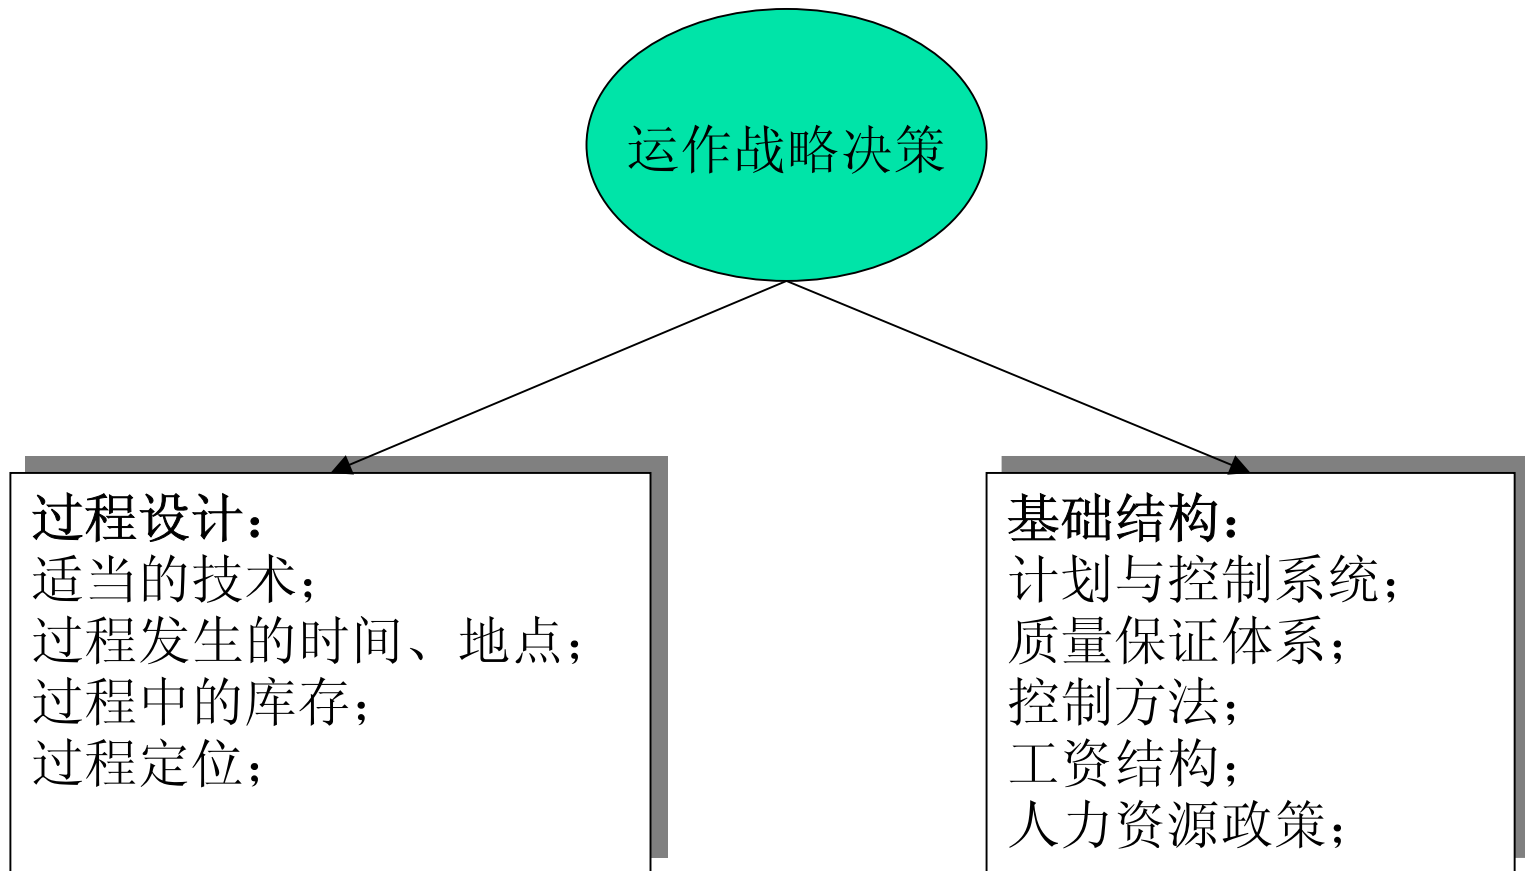 运作战略决策
过程设计：
适当的技术；
过程发生的时间、地点；
过程中的库存；
过程定位；
基础结构：
计划与控制系统；
质量保证体系；
控制方法；
工资结构；
人力资源政策；